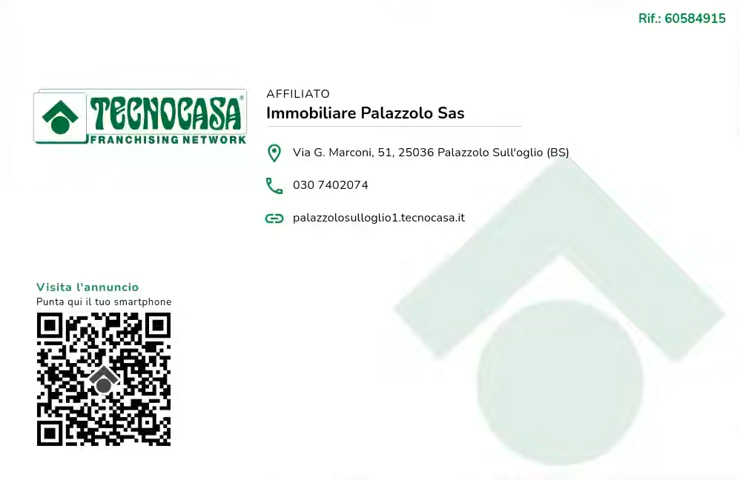 Rif.: 60584915
TECNOCASA®
FRANCHISING NETWORK
AFFILIATO
Immobiliare Palazzolo Sas
Via G. Marconi, 51, 25036 Palazzolo Sull'oglio (BS)
030 7402074
palazzolosulloglio1.tecnocasa.it
Visita l'annuncio
Punta qui il tuo smartphone